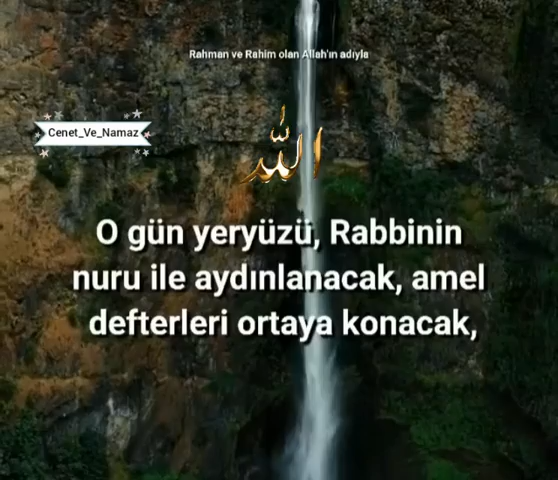 Rahman ve Rahim olan Allah'ın adıyla
Cenet_Ve_Namaz
الله
O gün yeryüzü, Rabbinin
nuru ile aydınlanacak, amel
defterleri ortaya konacak,